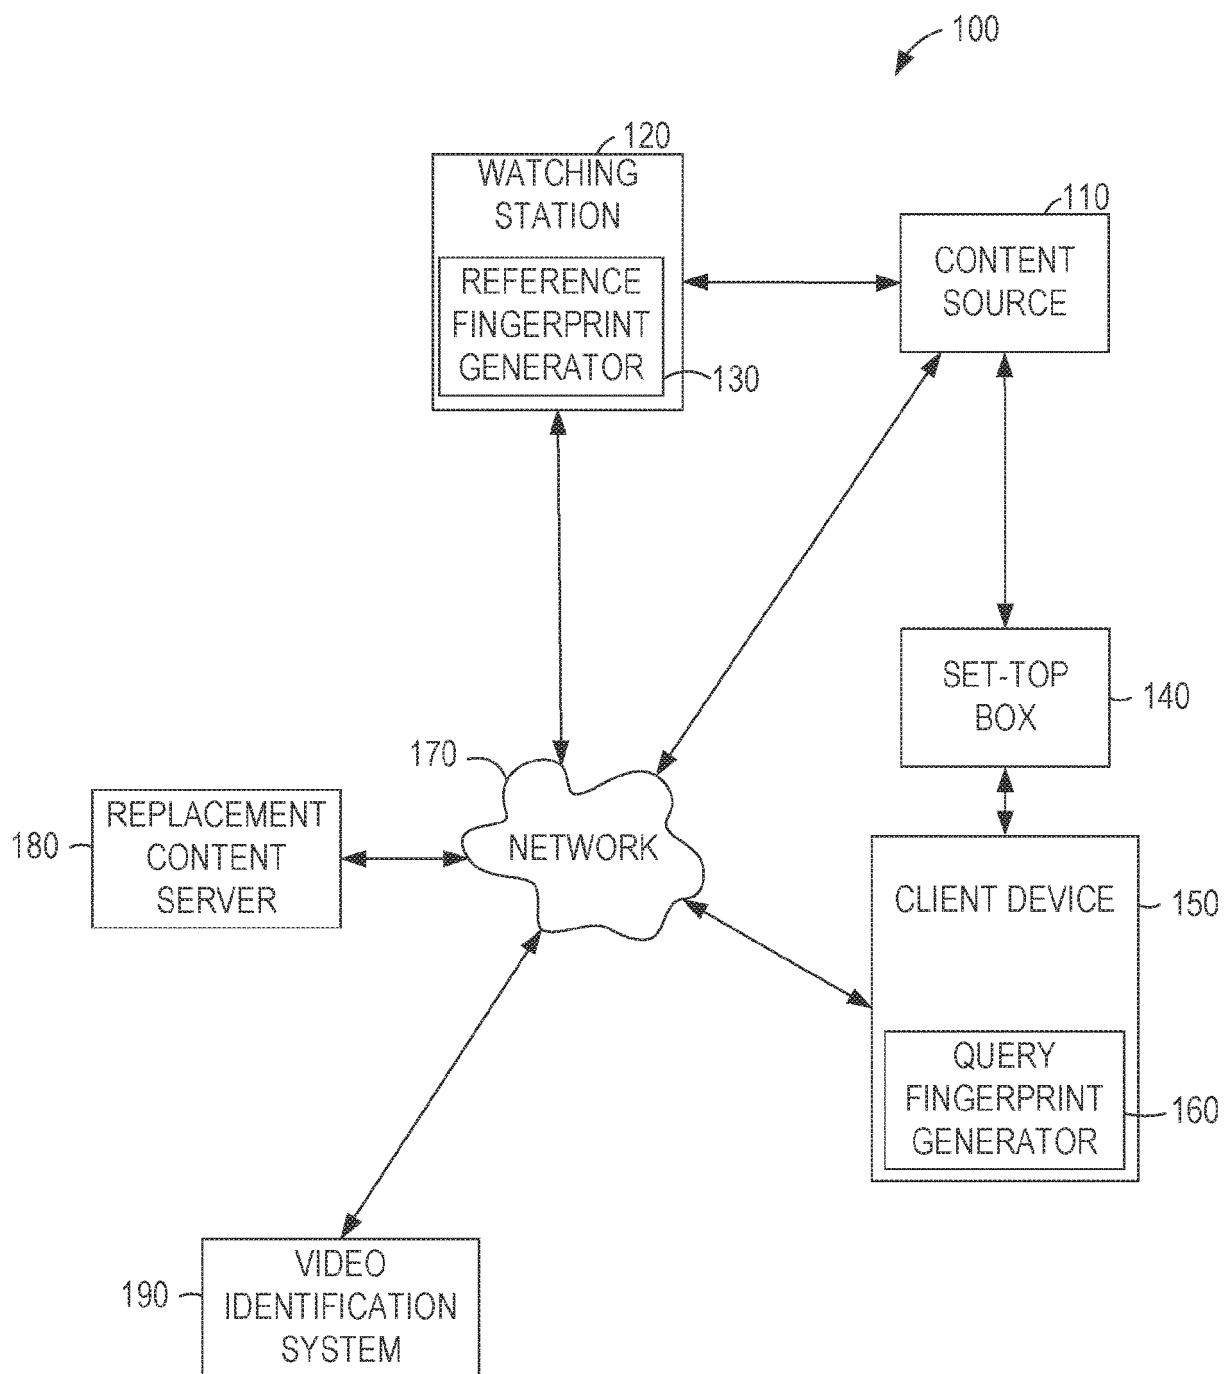 100
120
WATCHING
STATION
110
CONTENT
SOURCE
REFERENCE
FINGERPRINT
GENERATOR
130
SET-TOP
BOX
140
170
NETWORK
REPLACEMENT
CONTENT
SERVER
180
CLIENT DEVICE
150
QUERY
FINGERPRINT
GENERATOR
160
VIDEO
IDENTIFICATION
SYSTEM
190